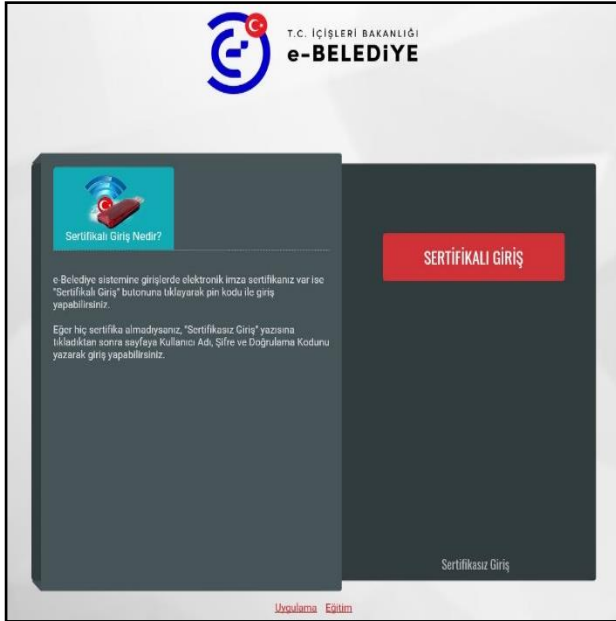 T.C. İÇİŞLERİ BAKANLIĞI
e-BELEDİYE
Sertifikalı Giriş Nedir?
e-Belediye sistemine girişlerde elektronik imza sertifikanız var ise
"Sertifikalı Giriş" butonuna tıklayarak pin kodu ile giriş
yapabilirsiniz.
Eğer hiç sertifika almadıysanız, "Sertifikasız Giriş" yazısına
tıkladıktan sonra sayfaya Kullanıcı Adı, Şifre ve Doğrulama Kodunu
yazarak giriş yapabilirsiniz.
SERTİFİKALI GİRİŞ
Sertifikasız Giriş
Uygulama Eğitim